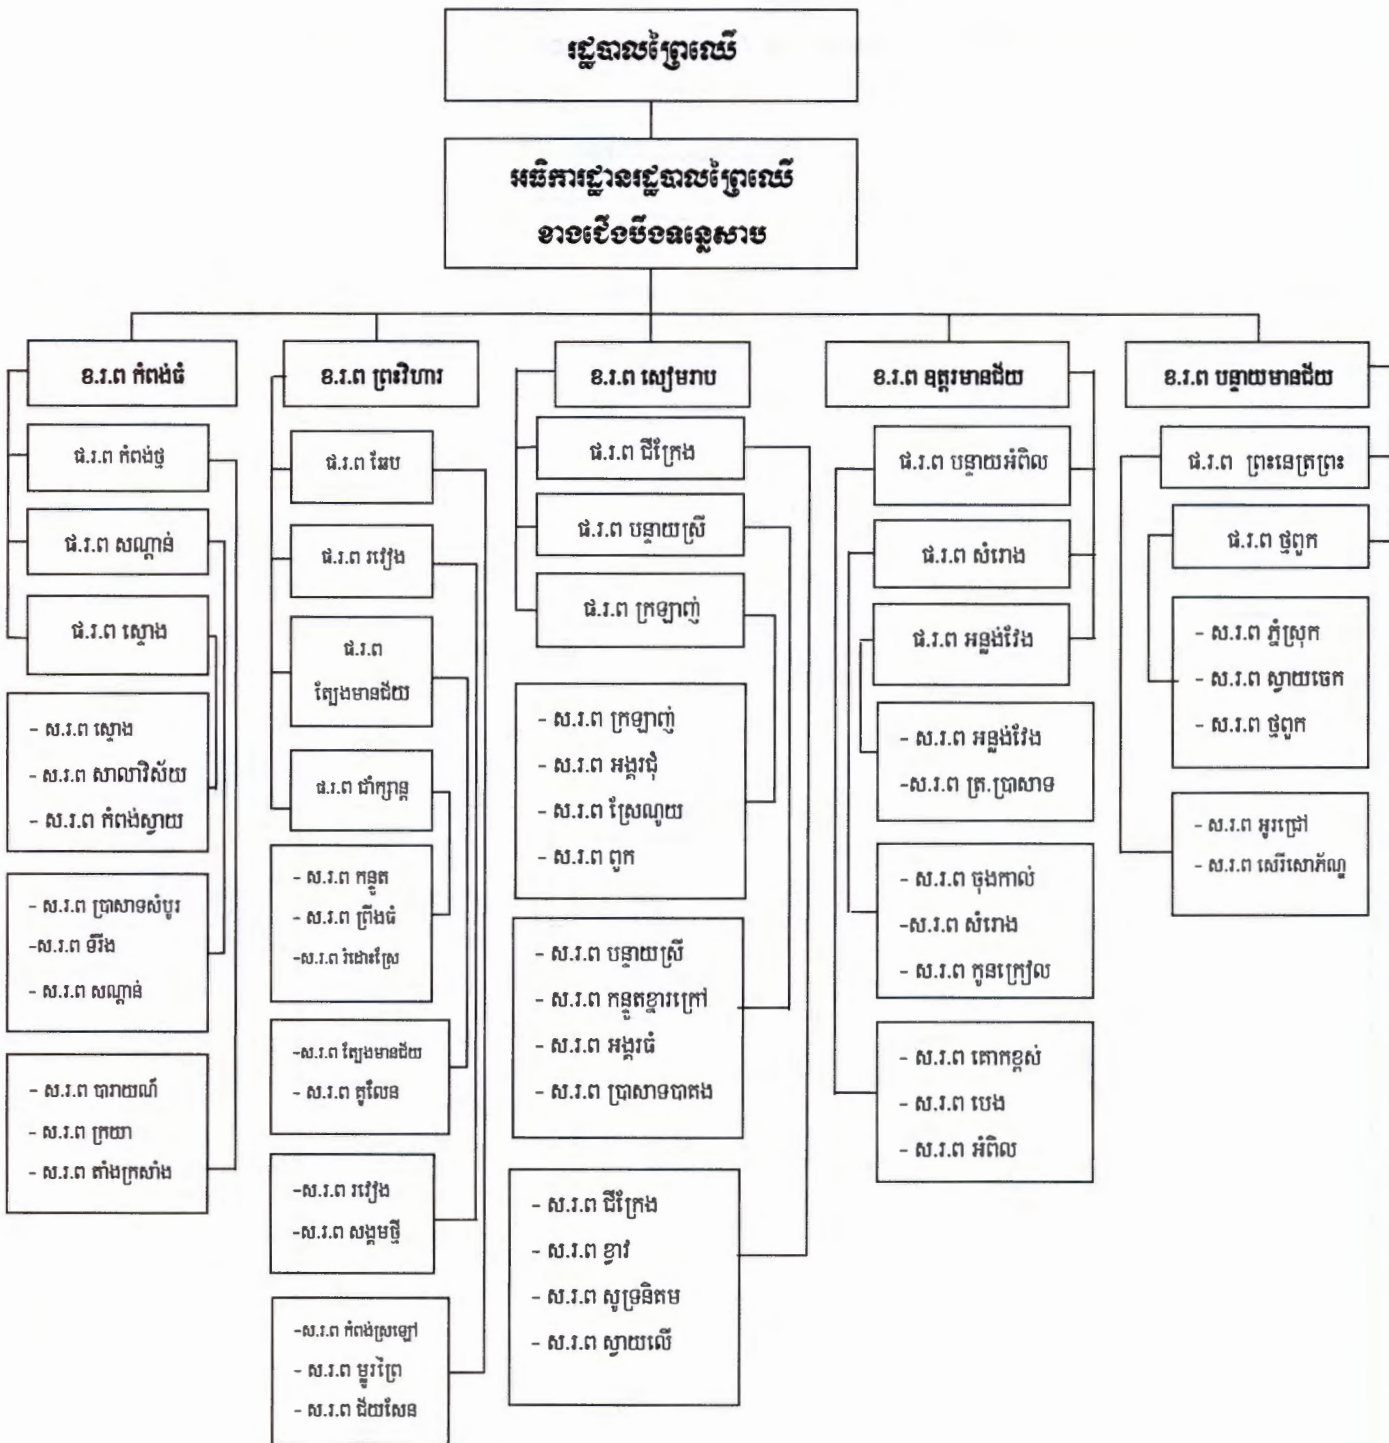 រដ្ឋបាលព្រៃឈើ
អធិការដ្ឋានរដ្ឋបាលព្រៃឈើ
ខាងជើងបឹងទន្លេសាប
ខ.រ.ព កំពង់ធំ
ផ.រ.ព កំពង់ថ្ម
ផ.រ.ព សណ្តាន់
ផ.រ.ព ស្ទោង
- ស.រ.ព ស្ទោង
- ស.រ.ព សាលាវិស័យ
- ស.រ.ព កំពង់ស្វាយ
- ស.រ.ព ប្រាសាទសំបូរ
-ស.រ.ព ទំរីង
- ស.រ.ព សណ្តាន់
- ស.រ.ព បារាយណ៍
- ស.រ.ព ក្រយា
- ស.រ.ព តាំងក្រសាំង
ខ.រ.ព ព្រះវិហារ
ផ.រ.ព ឆែប
ផ.រ.ព រវៀង
ផ.រ.ព
ត្បែងមានជ័យ
ផ.រ.ព ជាំក្សាន្ត
- ស.រ.ព កន្ទួត
- ស.រ.ព ព្រីងធំ
-ស.រ.ព រំដោះស្រែ
-ស.រ.ព ត្បែងមានជ័យ
- ស.រ.ព គូលែន
-ស.រ.ព រវៀង
-ស.រ.ព សង្គមថ្មី
-ស.រ.ព កំពង់ស្រឡៅ
- ស.រ.ព ម្លូរព្រៃ
- ស.រ.ព ជ័យសែន
ខ.រ.ព សៀមរាប
ផ.រ.ព ជីក្រែង
ផ.រ.ព បន្ទាយស្រី
ផ.រ.ព ក្រឡាញ់
- ស.រ.ព ក្រឡាញ់
- ស.រ.ព អង្គរជុំ
- ស.រ.ព ស្រែណូយ
- ស.រ.ព ពួក
- ស.រ.ព បន្ទាយស្រី
- ស.រ.ព កន្ទួតខ្នារក្រៅ
- ស.រ.ព អង្គរធំ
- ស.រ.ព ប្រាសាទបាគង
- ស.រ.ព ជីក្រែង
- ស.រ.ព ខ្វាវ
- ស.រ.ព សូទ្រនិគម
- ស.រ.ព ស្វាយលើ
ខ.រ.ព ឧត្តរមានជ័យ
ផ.រ.ព បន្ទាយអំពិល
ផ.រ.ព សំរោង
ផ.រ.ព អន្លង់វែង
- ស.រ.ព អន្លង់វែង
-ស.រ.ព ត្រ.ប្រាសាទ
- ស.រ.ព ចុងកាល់
-ស.រ.ព សំរោង
- ស.រ.ព កូនក្រៀល
- ស.រ.ព គោកខ្ពស់
- ស.រ.ព បេង
- ស.រ.ព អំពិល
ខ.រ.ព បន្ទាយមានជ័យ
ផ.រ.ព ព្រះនេត្រព្រះ
ផ.រ.ព ថ្មពួក
- ស.រ.ព ភ្នំស្រុក
- ស.រ.ព ស្វាយចេក
- ស.រ.ព ថ្មពួក
- ស.រ.ព អូរជ្រៅ
- ស.រ.ព សេរីសោភ័ណ្ឌ